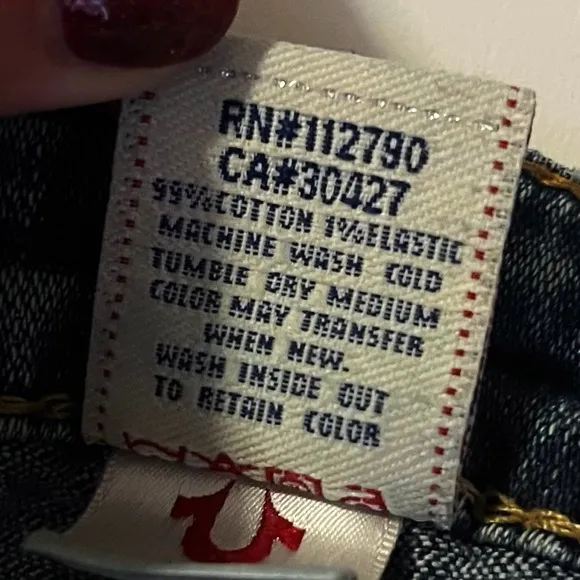 RN#112790
CA#30427
99%COTTON 1%ELASTIC
MACHINE WASH COLD
TUMBLE DRY MEDIUM
COLOR MAY TRANSFER
WHEN NEW.
WASH INSIDE OUT
TO RETAIN COLOR